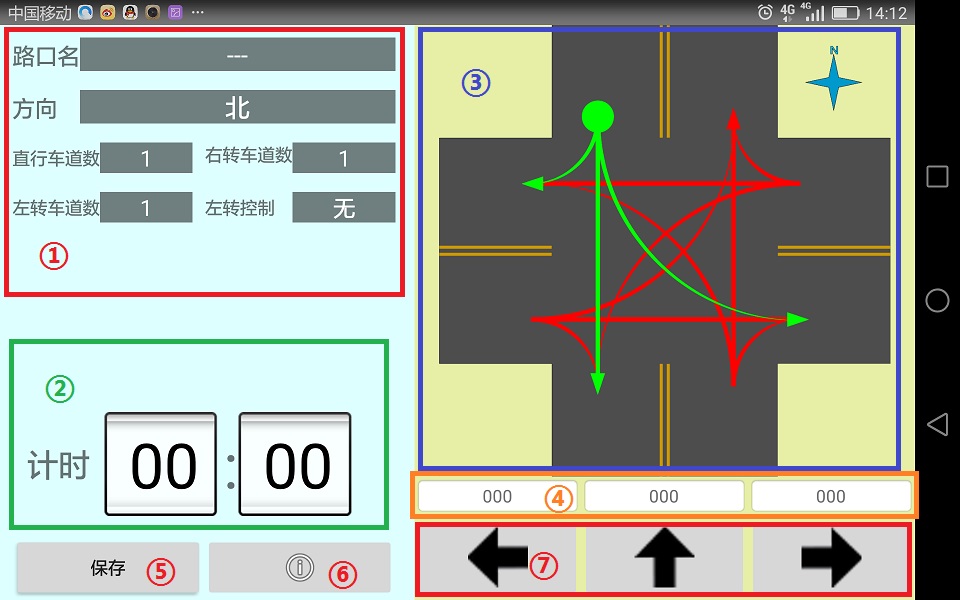 中国移动 ··· 4G 4G 14:12
路口名 ---
方向 北
直行车道数 1 右转车道数 1
左转车道数 1 左转控制 无
①
②
计时 00 : 00
保存 ⑤
⑥
③
N
000 ④ 000 000
⑦